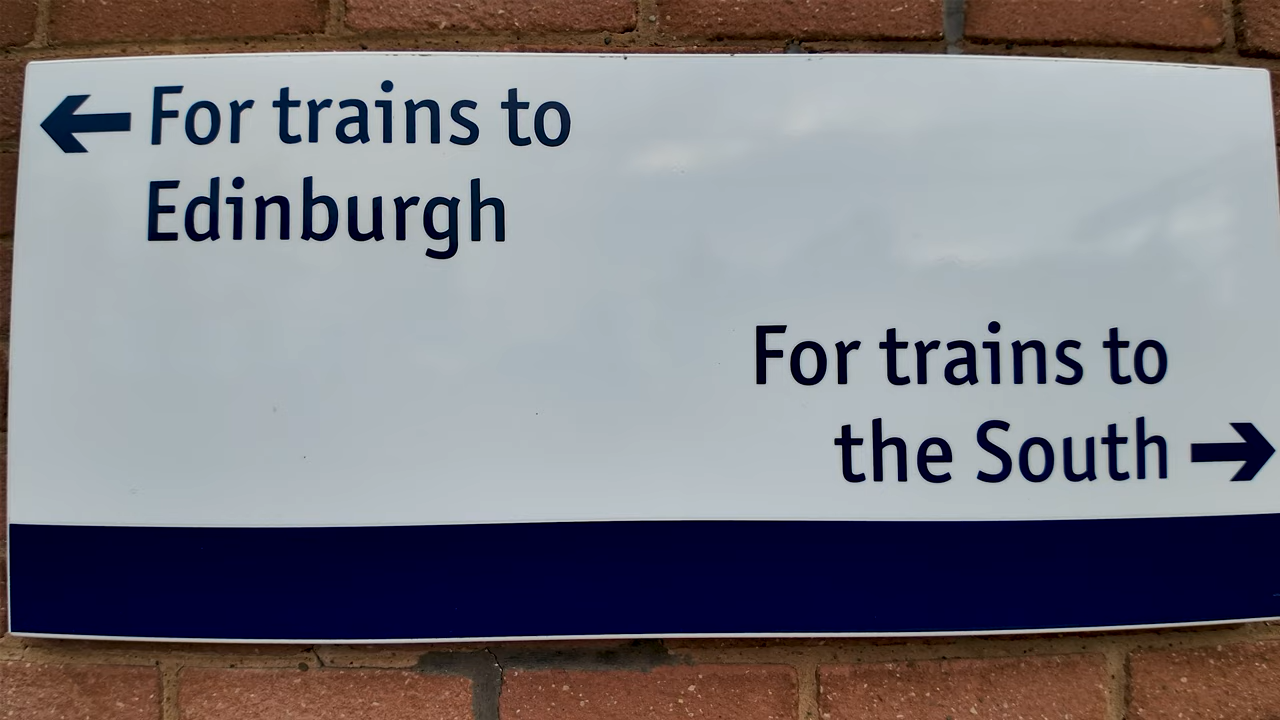 ← For trains to
Edinburgh
For trains to
the South →